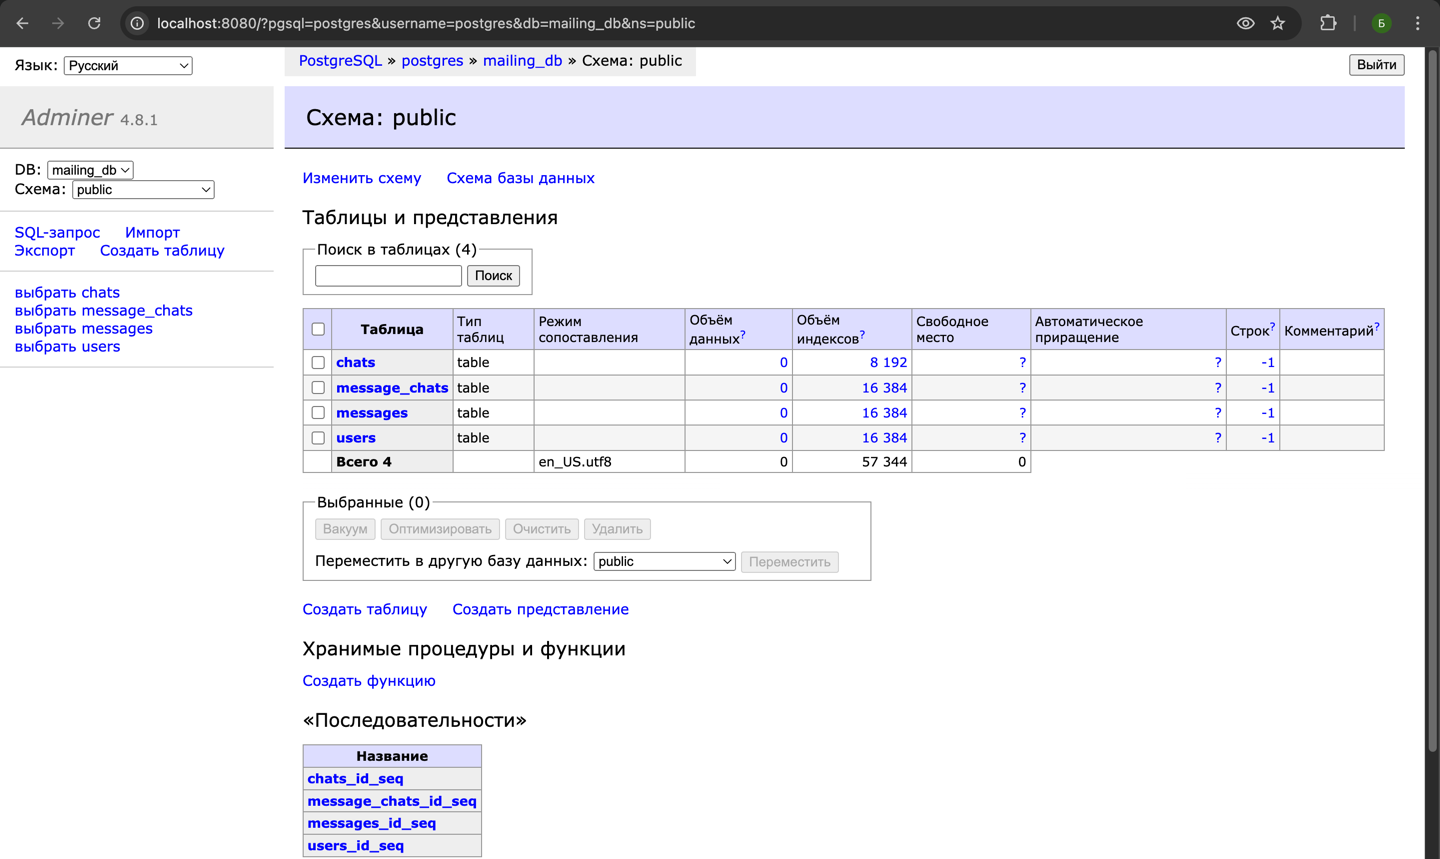 localhost:8080/?pgsql=postgres&username=postgres&db=mailing_db&ns=public
Б
Язык: Русский
PostgreSQL » postgres » mailing_db » Схема: public
Выйти
Adminer 4.8.1
Схема: public
DB: mailing_db
Схема: public
SQL-запрос Импорт
Экспорт Создать таблицу
выбрать chats
выбрать message_chats
выбрать messages
выбрать users
Изменить схему Схема базы данных
Таблицы и представления
Поиск в таблицах (4)
Поиск
Таблица Тип таблиц Режим сопоставления Объём данных? Объём индексов? Свободное место Автоматическое приращение Строк? Комментарий?
chats table 0 8 192 ? ? -1
message_chats table 0 16 384 ? ? -1
messages table 0 16 384 ? ? -1
users table 0 16 384 ? ? -1
Всего 4 en_US.utf8 0 57 344 0
Выбранные (0)
Вакуум Оптимизировать Очистить Удалить
Переместить в другую базу данных: public Переместить
Создать таблицу Создать представление
Хранимые процедуры и функции
Создать функцию
«Последовательности»
Название
chats_id_seq
message_chats_id_seq
messages_id_seq
users_id_seq